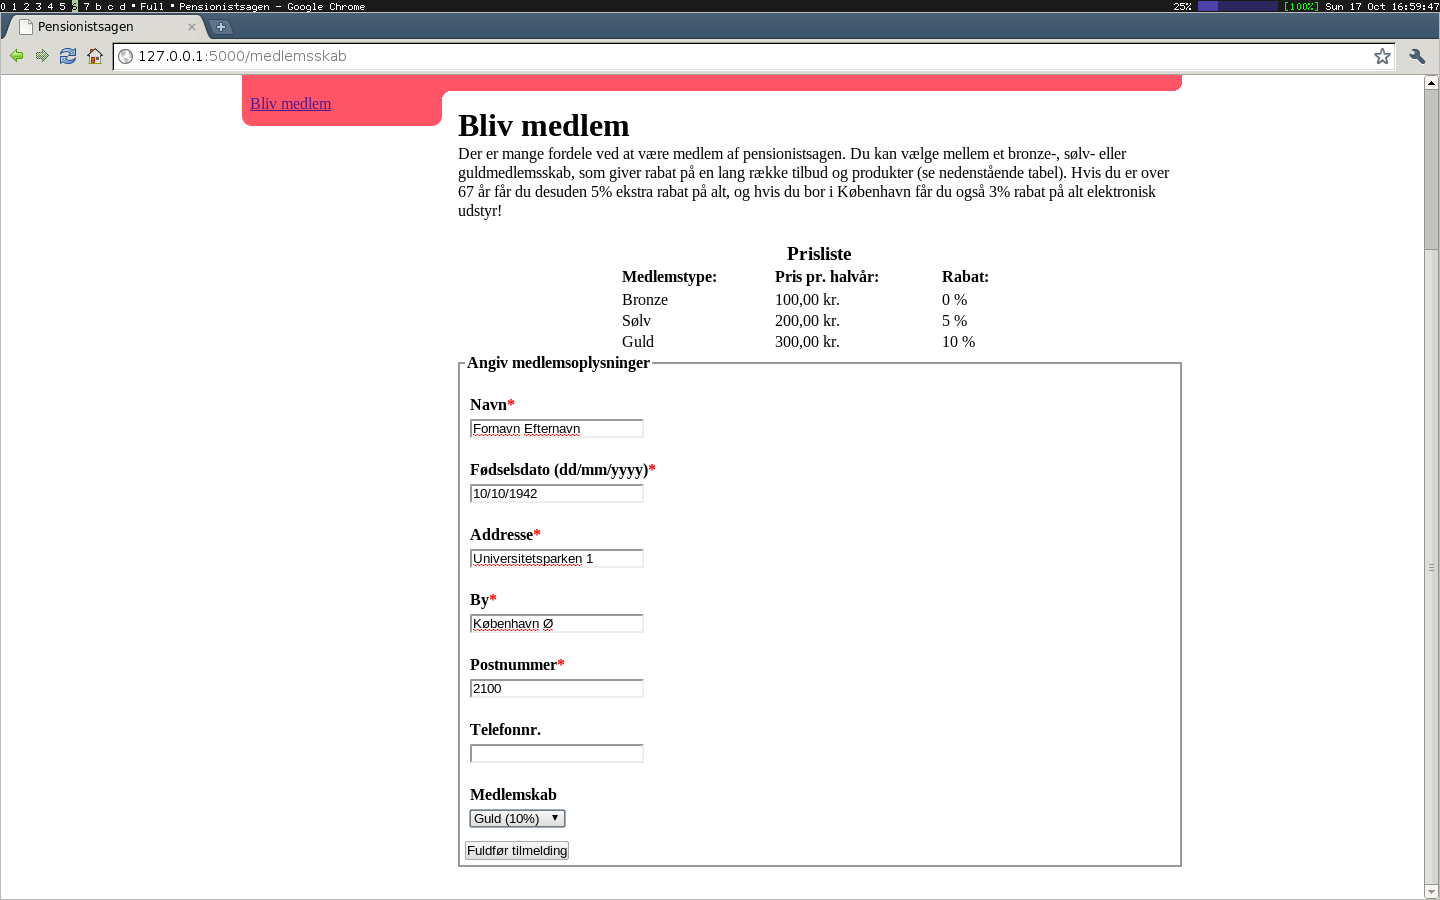 0 1 2 3 4 5 6 7 b c d • Full • Pensionistsagen - Google Chrome 25% [100%] Sun 17 Oct 16:59:47
Pensionistsagen
127.0.0.1:5000/medlemsskab
Bliv medlem
Bliv medlem
Der er mange fordele ved at være medlem af pensionistsagen. Du kan vælge mellem et bronze-, sølv- eller
guldmedlemsskab, som giver rabat på en lang række tilbud og produkter (se nedenstående tabel). Hvis du er over
67 år får du desuden 5% ekstra rabat på alt, og hvis du bor i København får du også 3% rabat på alt elektronisk
udstyr!
Prisliste
Medlemstype: Pris pr. halvår: Rabat:
Bronze 100,00 kr. 0 %
Sølv 200,00 kr. 5 %
Guld 300,00 kr. 10 %
Angiv medlemsoplysninger
Navn*
Fornavn Efternavn
Fødselsdato (dd/mm/yyyy)*
10/10/1942
Addresse*
Universitetsparken 1
By*
København Ø
Postnummer*
2100
Telefonnr.
Medlemskab
Guld (10%)
Fuldfør tilmelding